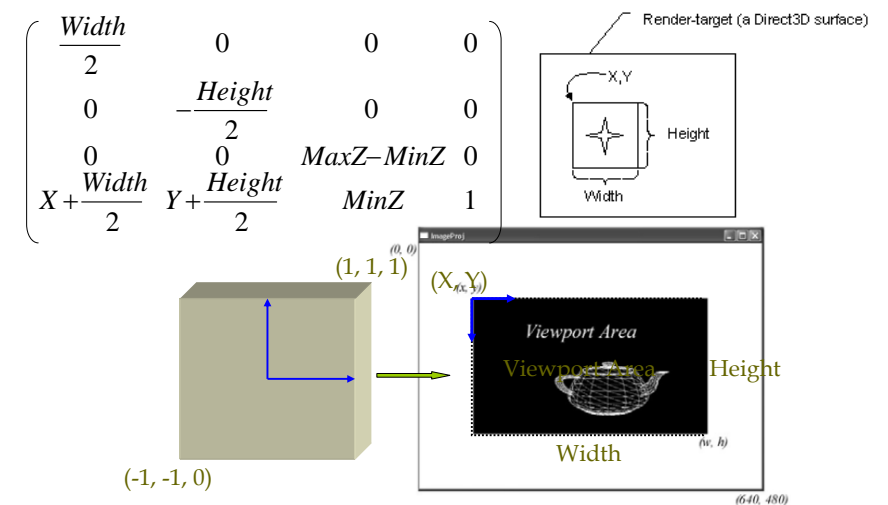 Width/2 0 0 0
0 -Height/2 0 0
0 0 MaxZ-MinZ 0
X+Width/2 Y+Height/2 MinZ 1
Render-target (a Direct3D surface)
X,Y
Height
Width
ImageProj
(0, 0)
(1, 1, 1)
(X, Y)
(x, y)
Viewport Area
Viewport Area
Height
(w, h)
Width
(-1, -1, 0)
(640, 480)